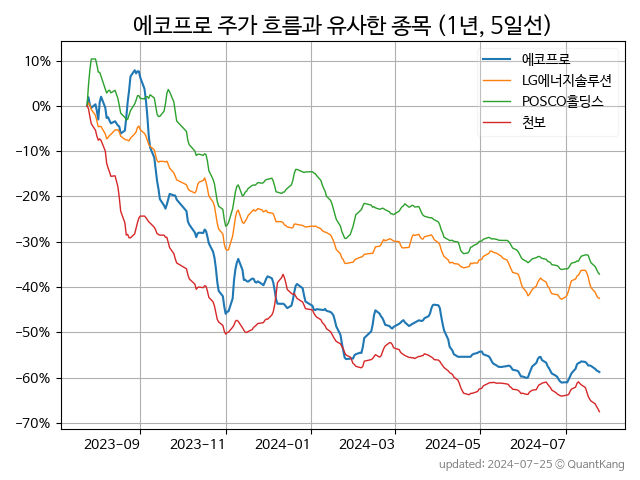 에코프로 주가 흐름과 유사한 종목 (1년, 5일선)
에코프로
LG에너지솔루션
POSCO홀딩스
천보
10%
0%
−10%
−20%
−30%
−40%
−50%
−60%
−70%
2023-09 2023-11 2024-01 2024-03 2024-05 2024-07
updated: 2024-07-25 © QuantKang